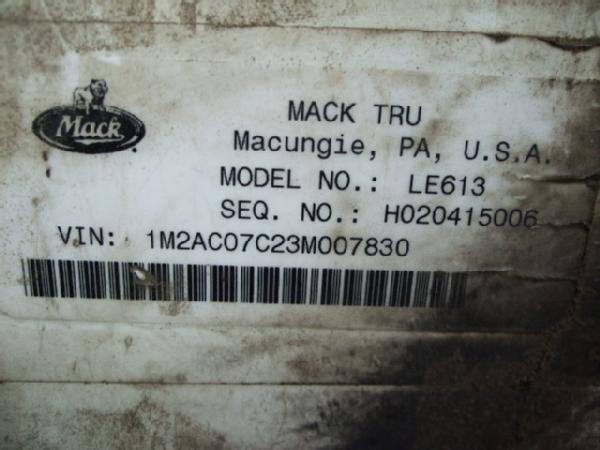 Mack
MACK TRU
Macungie, PA, U.S.A.
MODEL NO.: LE613
SEQ. NO.: H020415006
VIN: 1M2AC07C23M007830